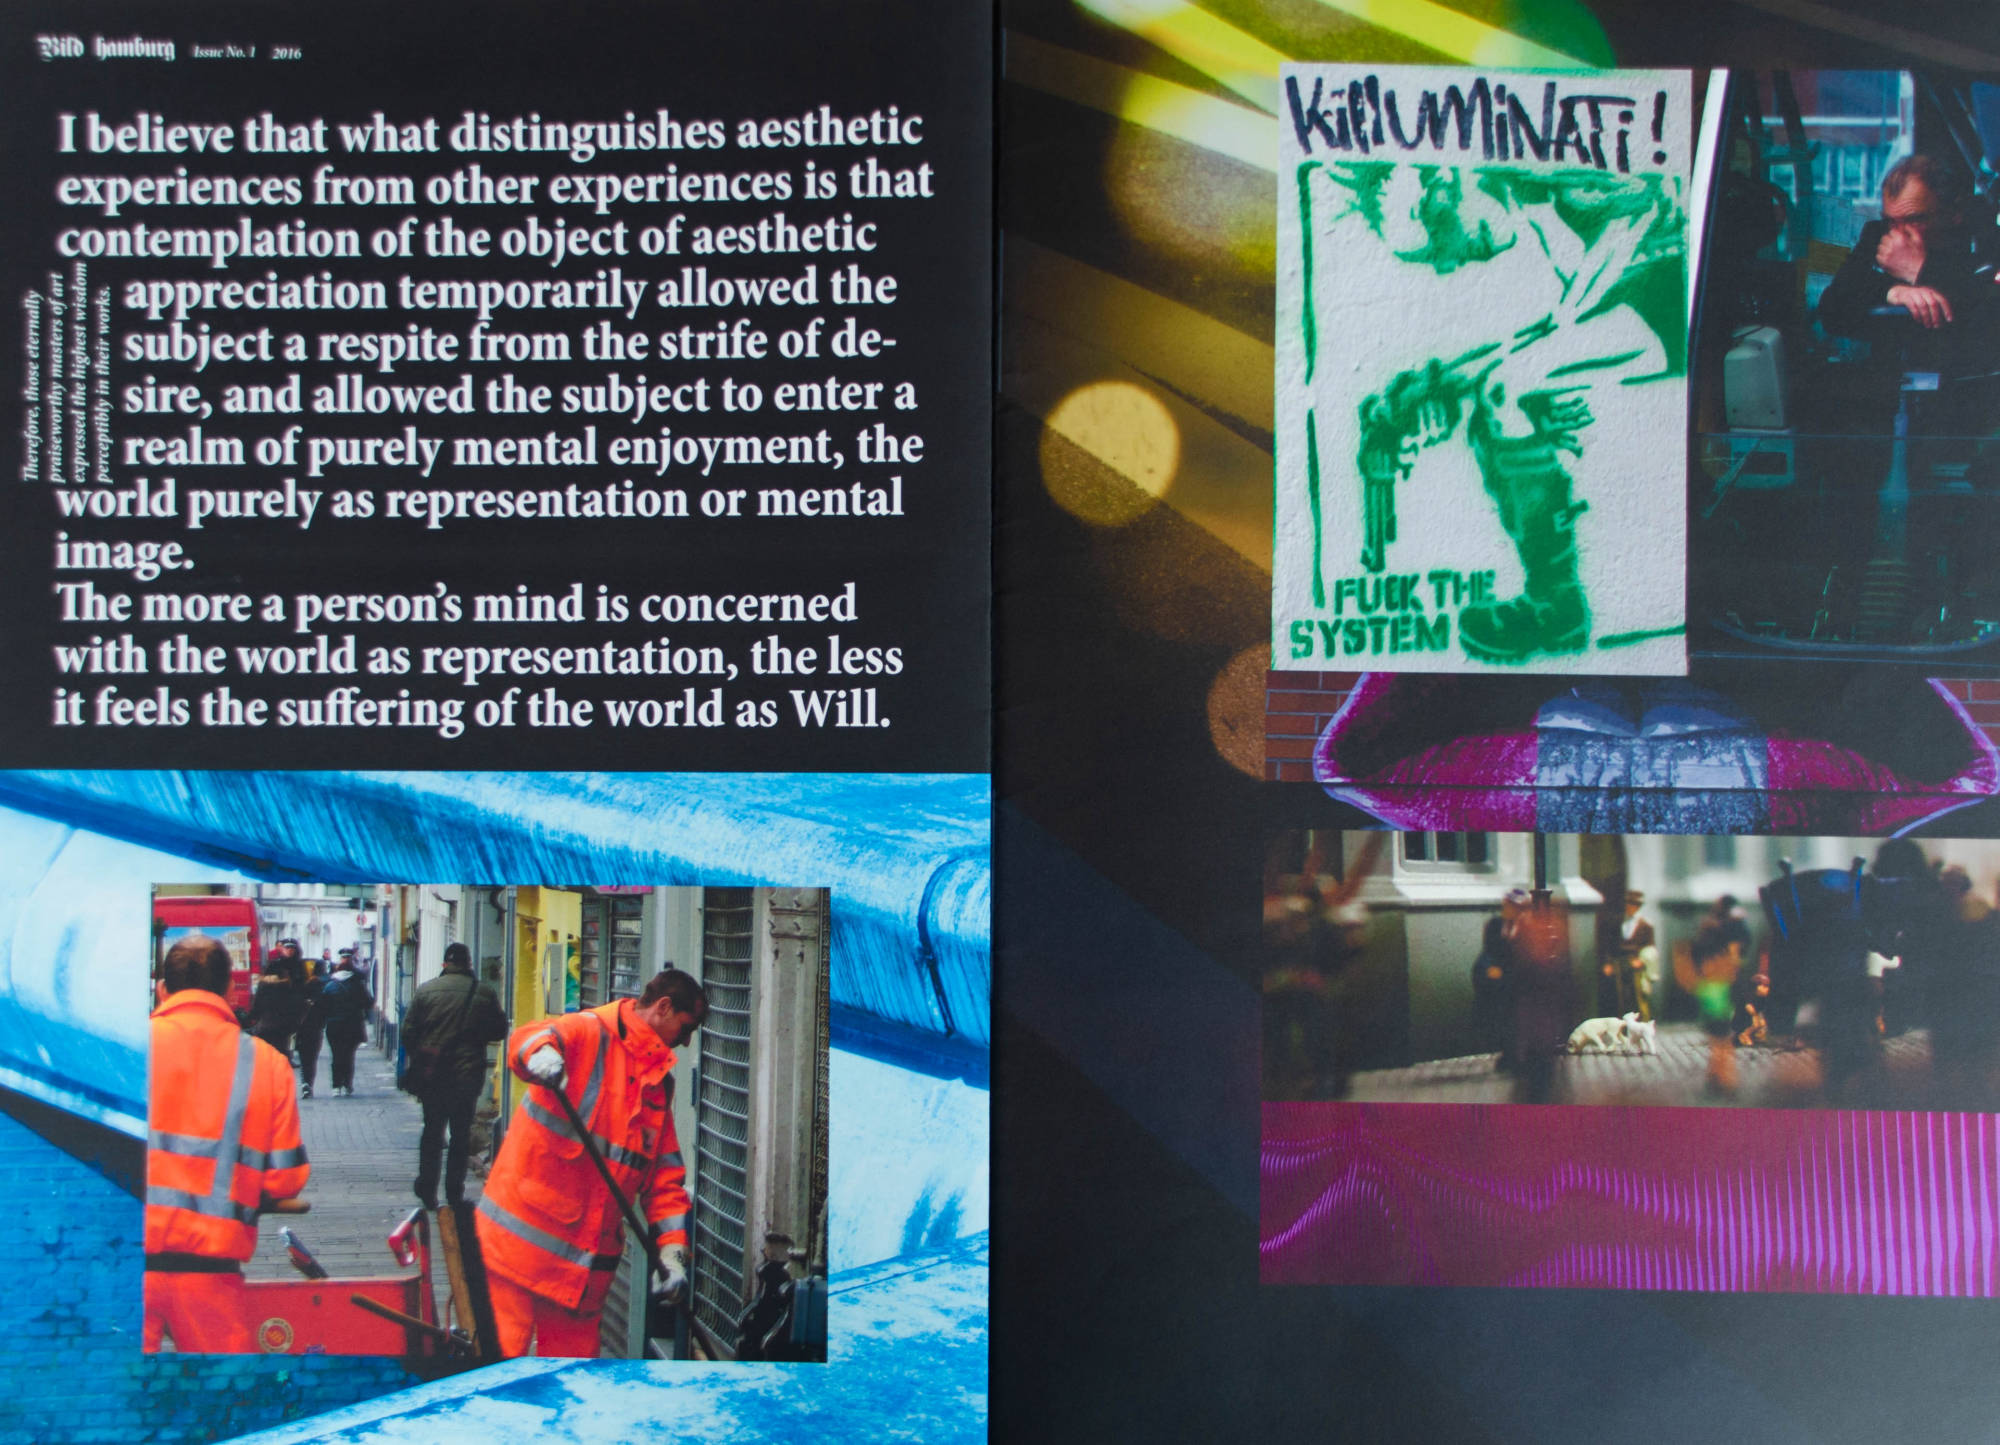 Bild hamburg Issue No. 1 2016
I believe that what distinguishes aesthetic
experiences from other experiences is that
contemplation of the object of aesthetic
appreciation temporarily allowed the
subject a respite from the strife of de-
sire, and allowed the subject to enter a
realm of purely mental enjoyment, the
world purely as representation or mental
image.
The more a person’s mind is concerned
with the world as representation, the less
it feels the suffering of the world as Will.
Therefore, those eternally
praiseworthy masters of art
expressed the highest wisdom
perceptibly in their works.
KillUMiNATi!
FUCK THE
SYSTEM